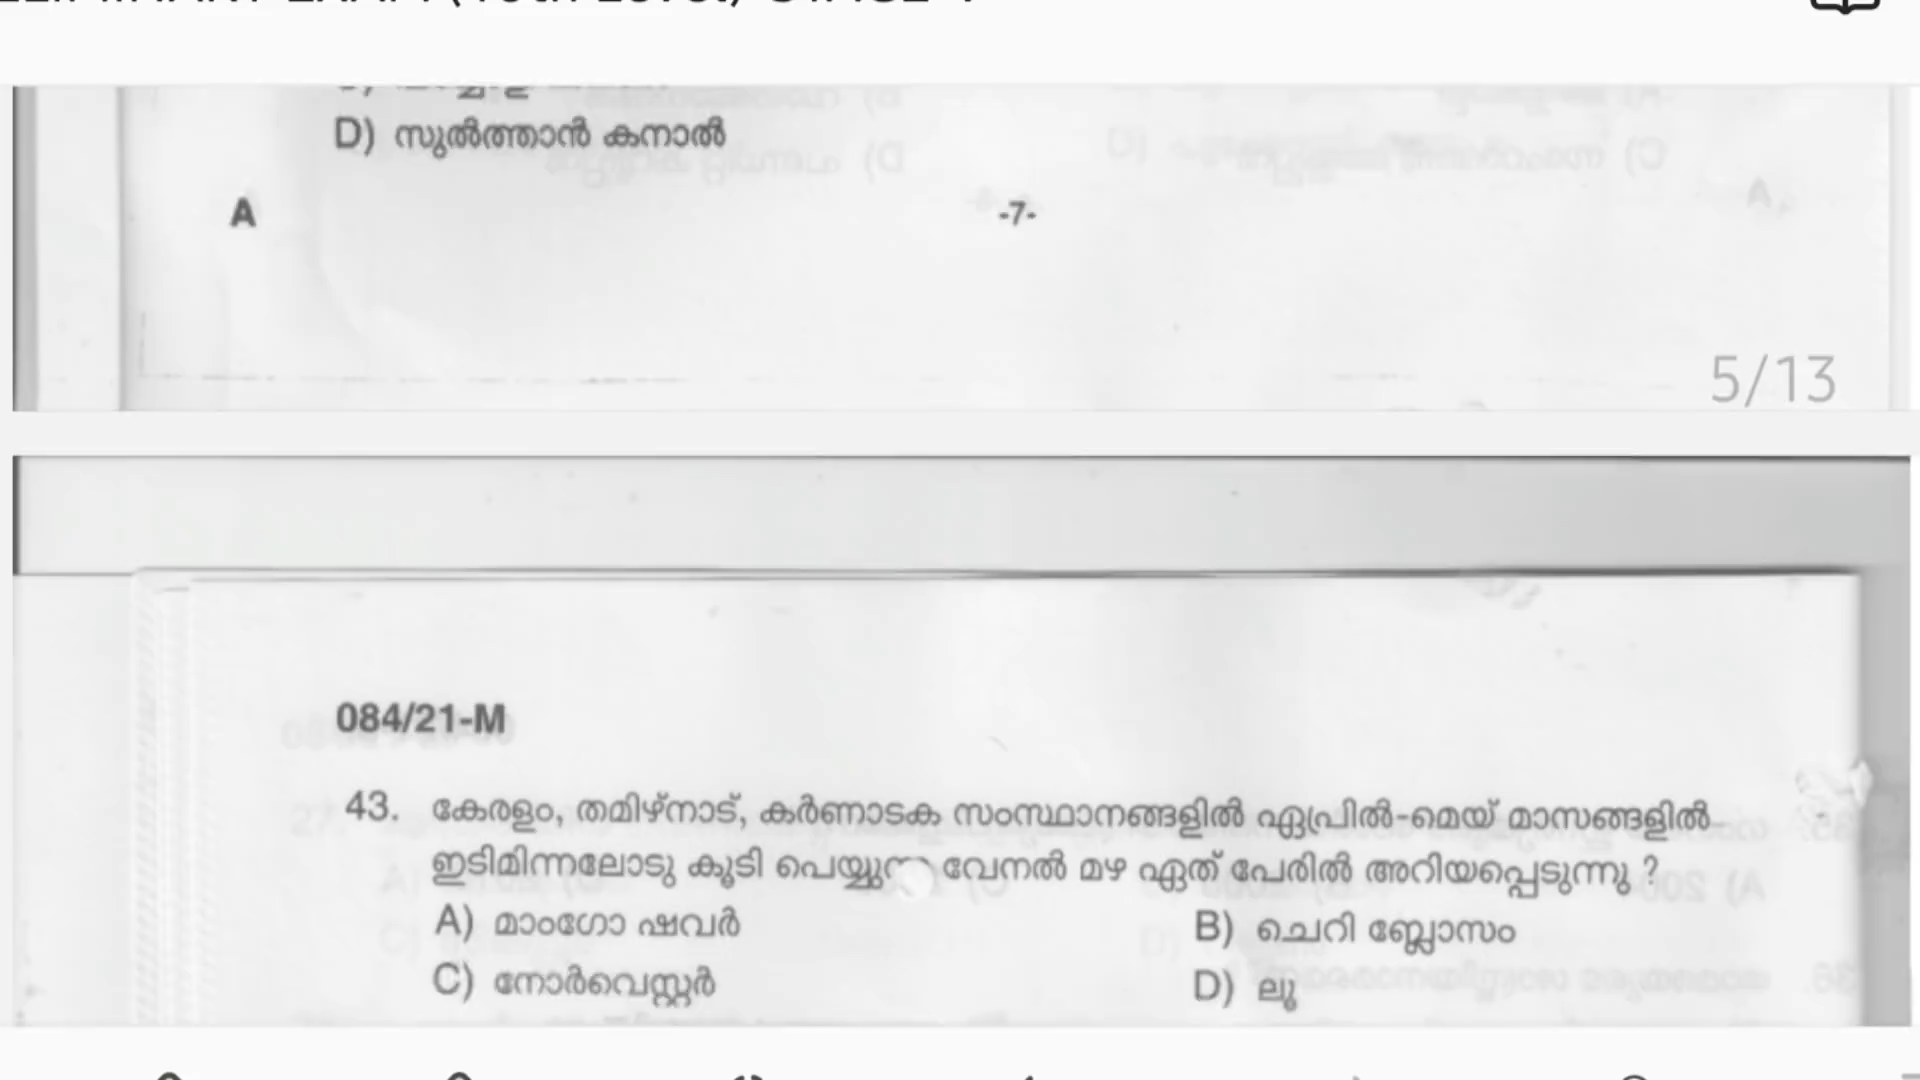 D) സുൽത്താൻ കനാൽ
A
-7-
5/13
084/21-M
43. കേരളം, തമിഴ്നാട്, കർണാടക സംസ്ഥാനങ്ങളിൽ ഏപ്രിൽ-മെയ് മാസങ്ങളിൽ
ഇടിമിന്നലോടു കൂടി വേനൽ മഴ ഏത് പേരിൽ അറിയപ്പെടുന്നു ?
A) മാംഗോ ഷവർ
B) ചെറി ബ്ലോസം
C) നോർവെസ്റ്റർ
D) ലൂ